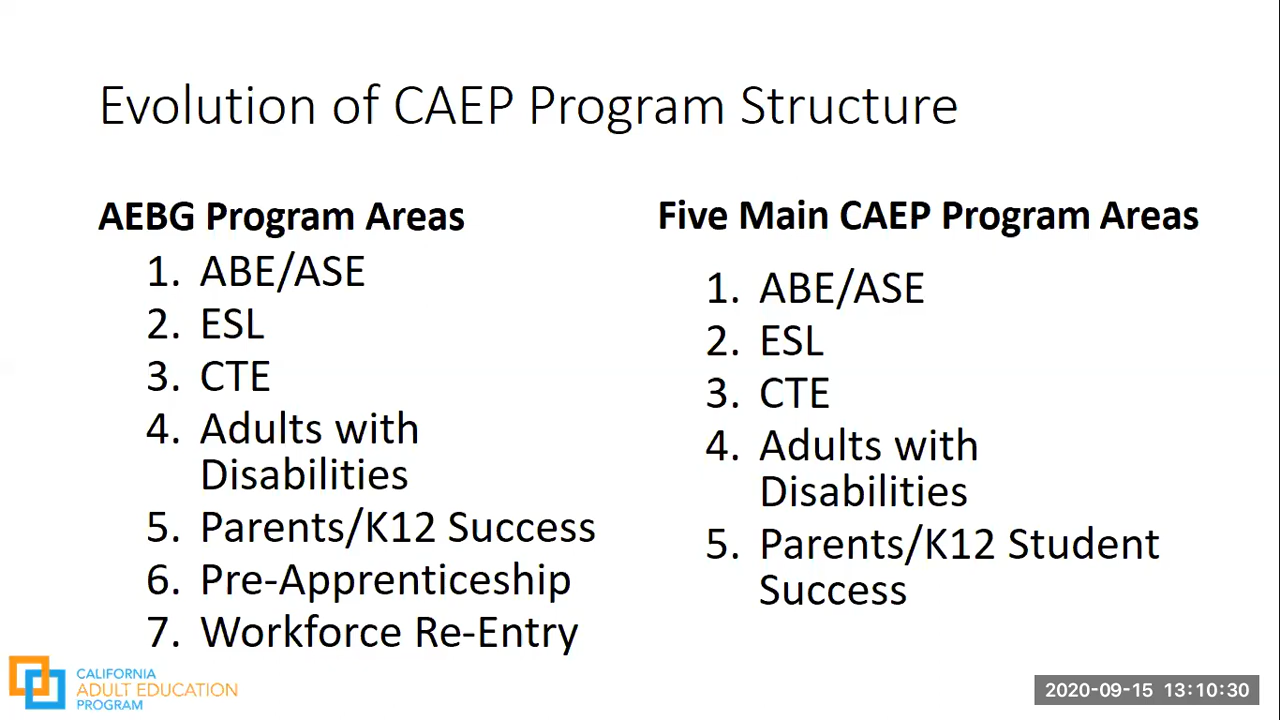 Evolution of CAEP Program Structure
AEBG Program Areas
1. ABE/ASE
2. ESL
3. CTE
4. Adults with
Disabilities
5. Parents/K12 Success
6. Pre-Apprenticeship
7. Workforce Re-Entry
Five Main CAEP Program Areas
1. ABE/ASE
2. ESL
3. CTE
4. Adults with
Disabilities
5. Parents/K12 Student
Success
CALIFORNIA
ADULT EDUCATION
PROGRAM
2020-09-15 13:10:30